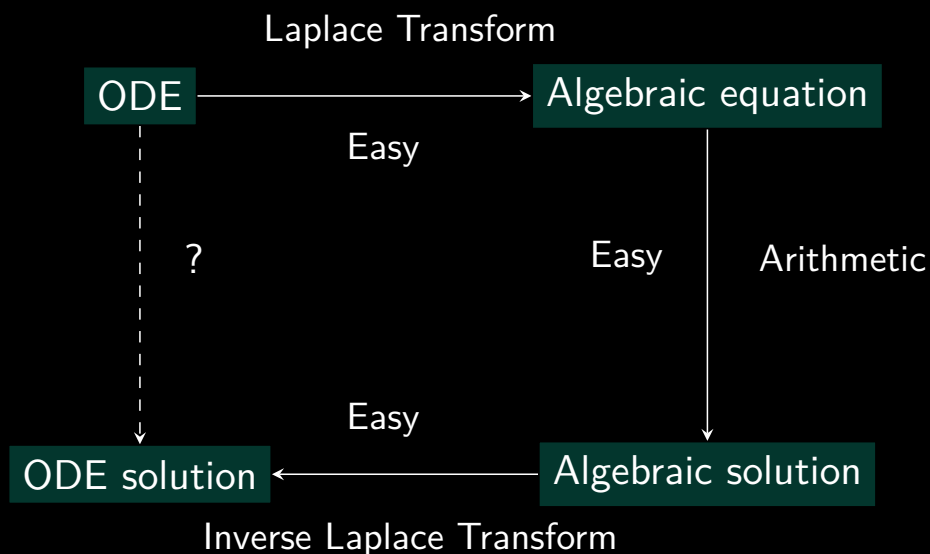 Laplace Transform
ODE
Algebraic equation
Easy
?
Easy
Arithmetic
Easy
ODE solution
Algebraic solution
Inverse Laplace Transform